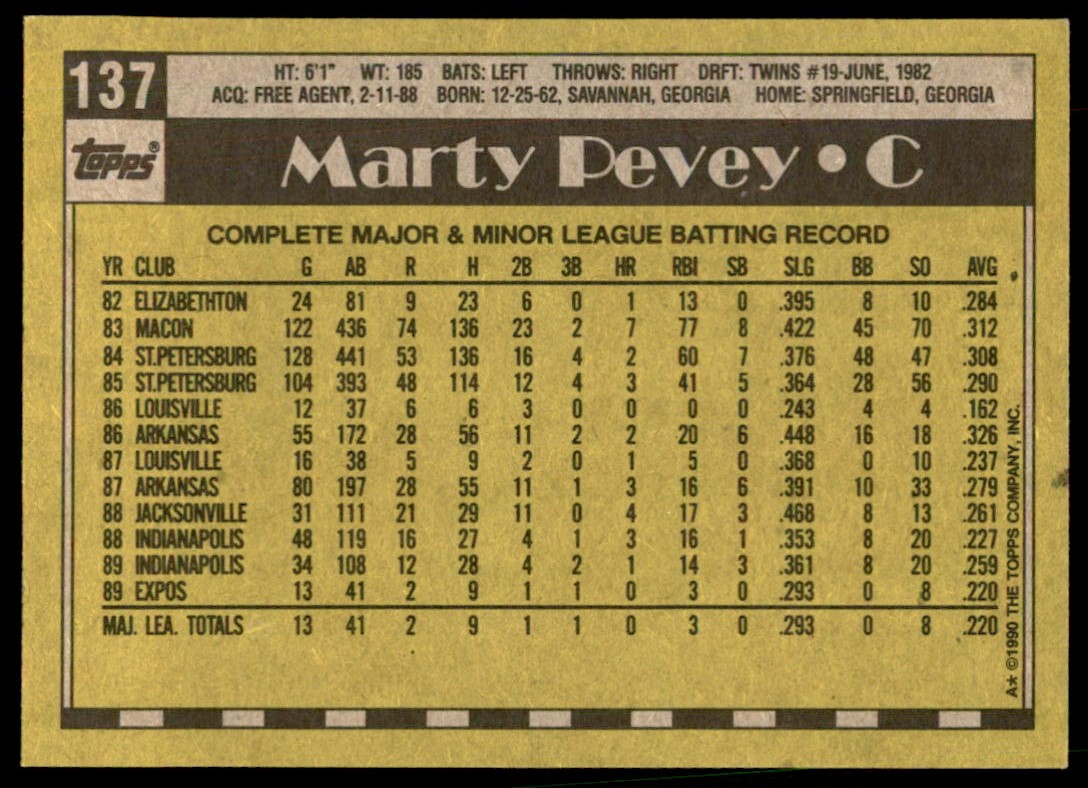 137
HT: 6'1" WT: 185 BATS: LEFT THROWS: RIGHT DRFT: TWINS #19-JUNE, 1982
ACQ: FREE AGENT, 2-11-88 BORN: 12-25-62, SAVANNAH, GEORGIA HOME: SPRINGFIELD, GEORGIA
TOPPS®
Marty Pevey • C
COMPLETE MAJOR & MINOR LEAGUE BATTING RECORD
YR CLUB G AB R H 2B 3B HR RBI SB SLG BB SO AVG
82 ELIZABETHTON 24 81 9 23 6 0 1 13 0 .395 8 10 .284
83 MACON 122 436 74 136 23 2 7 77 8 .422 45 70 .312
84 ST.PETERSBURG 128 441 53 136 16 4 2 60 7 .376 48 47 .308
85 ST.PETERSBURG 104 393 48 114 12 4 3 41 5 .364 28 56 .290
86 LOUISVILLE 12 37 6 6 3 0 0 0 0 .243 4 4 .162
86 ARKANSAS 55 172 28 56 11 2 2 20 6 .448 16 18 .326
87 LOUISVILLE 16 38 5 9 2 0 1 5 0 .368 0 10 .237
87 ARKANSAS 80 197 28 55 11 1 3 16 6 .391 10 33 .279
88 JACKSONVILLE 31 111 21 29 11 0 4 17 3 .468 8 13 .261
88 INDIANAPOLIS 48 119 16 27 4 1 3 16 1 .353 8 20 .227
89 INDIANAPOLIS 34 108 12 28 4 2 1 14 3 .361 8 20 .259
89 EXPOS 13 41 2 9 1 1 0 3 0 .293 0 8 .220
MAJ. LEA. TOTALS 13 41 2 9 1 1 0 3 0 .293 0 8 .220
A* ©1990 THE TOPPS COMPANY, INC.